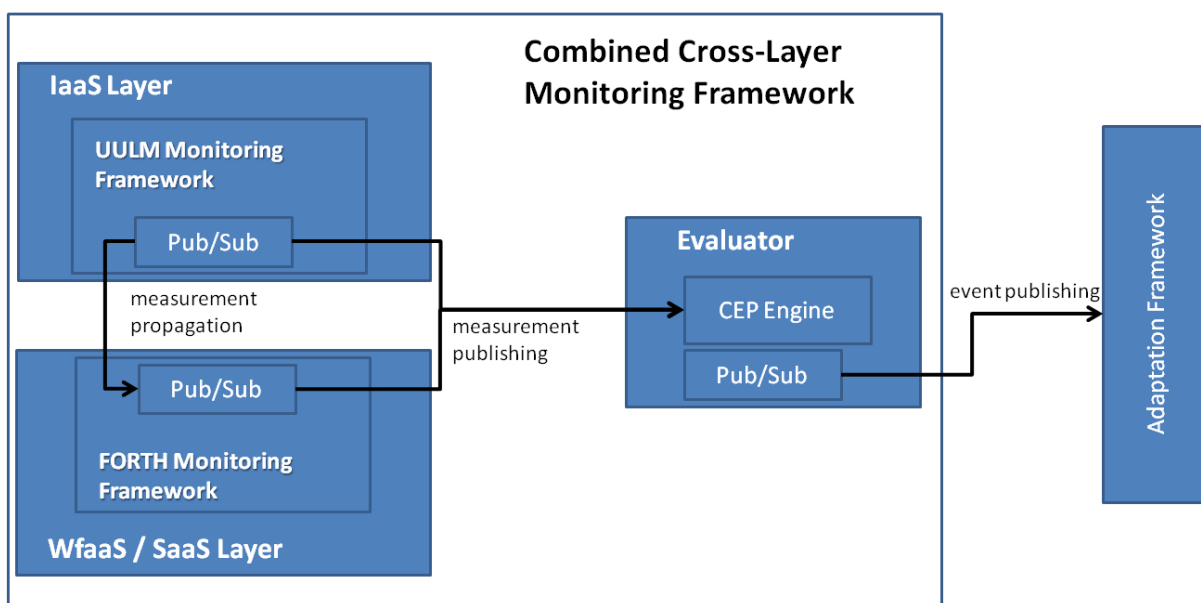 Combined Cross-Layer
Monitoring Framework
IaaS Layer
UULM Monitoring
Framework
Pub/Sub
measurement
propagation
Pub/Sub
FORTH Monitoring
Framework
WfaaS / SaaS Layer
measurement
publishing
Evaluator
CEP Engine
Pub/Sub
event publishing
Adaptation Framework